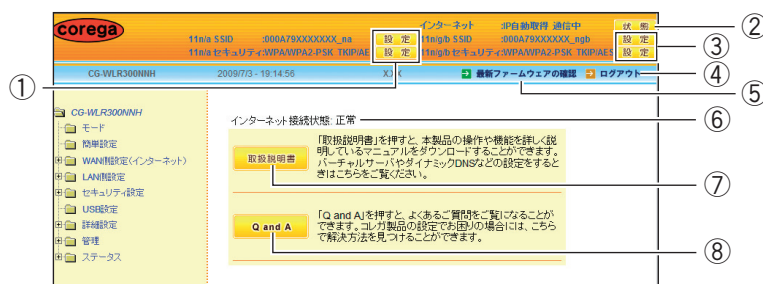 corega
インターネット :IP自動取得 通信中 状 態
11n/a SSID :000A79XXXXXX_na 設 定 11n/g/b SSID :000A79XXXXXX_ngb 設 定
11n/a セキュリティ:WPA/WPA2-PSK TKIP/AE 設 定 11n/g/b セキュリティ:WPA/WPA2-PSK TKIP/AES 設 定
CG-WLR300NNH 2009/7/3 - 19:14:56 最新ファームウェアの確認 ログアウト
① ② ③ ④ ⑤ ⑥ ⑦ ⑧
CG-WLR300NNH
モード
簡単設定
WAN側設定(インターネット)
LAN側設定
セキュリティ設定
USB設定
詳細設定
管理
ステータス
インターネット接続状態: 正常
取扱説明書
「取扱説明書」を押すと、本製品の操作や機能を詳しく説
明しているマニュアルをダウンロードすることができます。
バーチャルサーバやダイナミックDNSなどの設定をすると
きはこちらをご覧ください。
Q and A
「Q and A」を押すと、よくあるご質問をご覧になることが
できます。コレガ製品の設定でお困りの場合には、こちら
で解決方法を見つけることができます。